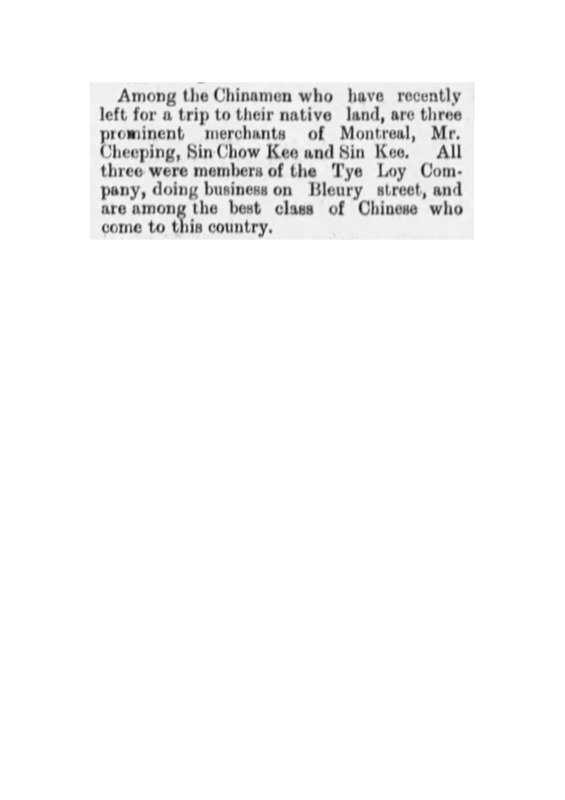 Among the Chinamen who have recently
left for a trip to their native land, are three
prominent merchants of Montreal, Mr.
Cheeping, Sin Chow Kee and Sin Kee. All
three were members of the Tye Loy Com-
pany, doing business on Bleury street, and
are among the best class of Chinese who
come to this country.